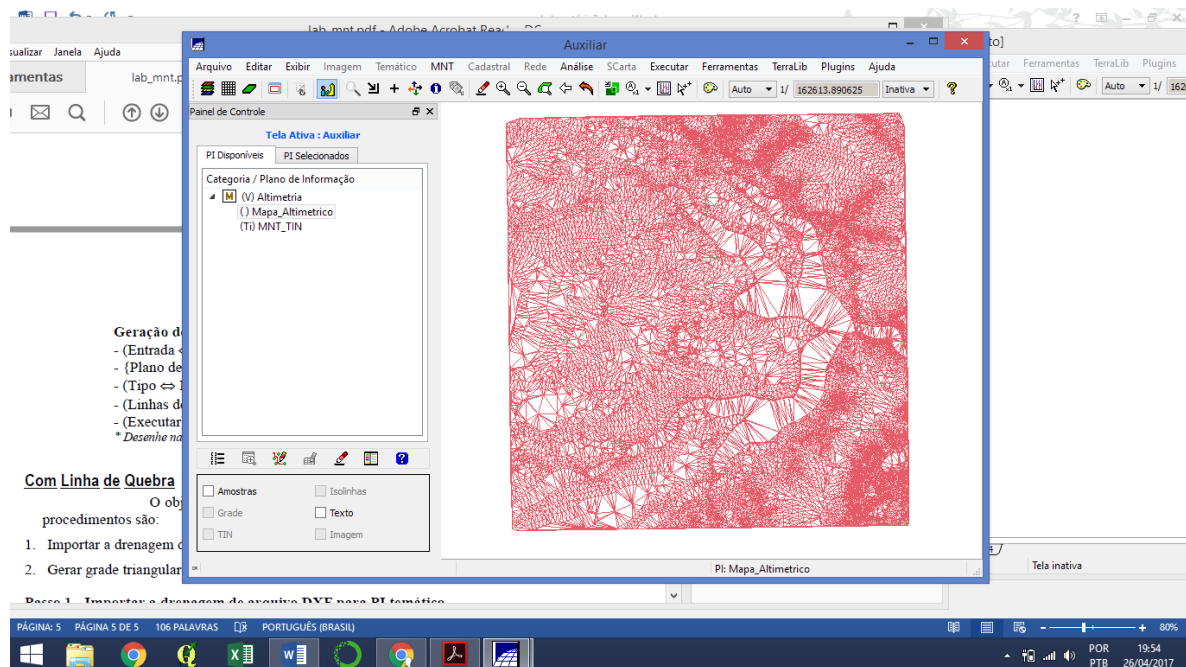 lab_mnt.pdf - Adobe Acrobat Rea
DC
to]
sualizar Janela Ajuda
amentas
lab_mnt.p
Auxiliar
Arquivo Editar Exibir Imagem Temático MNT Cadastral Rede Análise SCarta Executar Ferramentas TerraLib Plugins Ajuda
Auto 1/ 162613.890625 Inativa
cutar Ferramentas TerraLib Plugins
Auto 1/ 162
Painel de Controle
Tela Ativa : Auxiliar
PI Disponíveis PI Selecionados
Categoria / Plano de Informação
M (V) Altimetria
( ) Mapa_Altimetrico
(Ti) MNT_TIN
Amostras Isolinhas
Grade Texto
TIN Imagem
PI: Mapa_Altimetrico
Tela inativa
Geração de
- (Entrada
- {Plano de
- (Tipo ⇔
- (Linhas de
- (Executar
* Desenhe na
Com Linha de Quebra
O obj
procedimentos são:
1. Importar a drenagem d
2. Gerar grade triangular
Passo 1 - Importar a drenagem de arquivo DXF para PI temático
PÁGINA: 5 PÁGINA 5 DE 5 106 PALAVRAS PORTUGUÊS (BRASIL) 80%
POR 19:54
PTB 26/04/2017